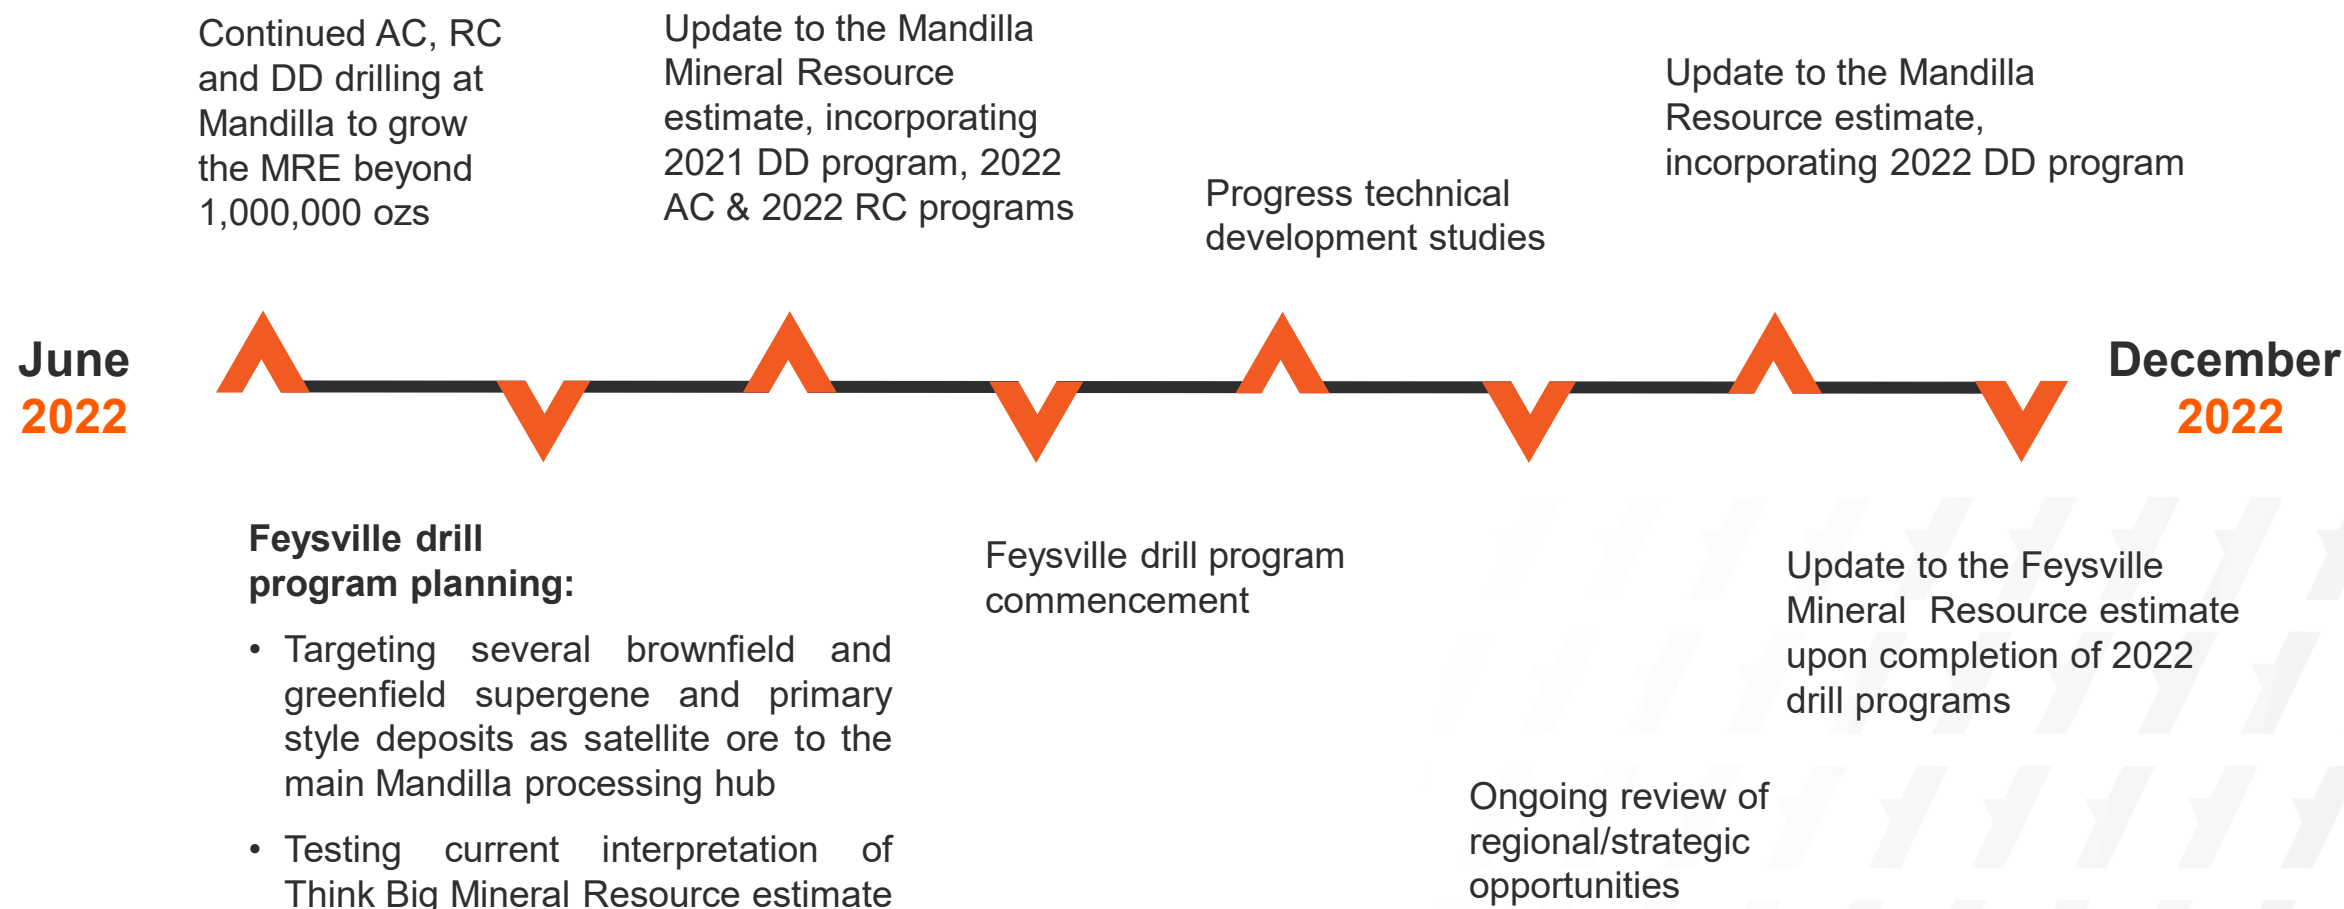 Continued AC, RC
and DD drilling at
Mandilla to grow
the MRE beyond
1,000,000 ozs
Update to the Mandilla
Mineral Resource
estimate, incorporating
2021 DD program, 2022
AC & 2022 RC programs
Progress technical
development studies
Update to the Mandilla
Resource estimate,
incorporating 2022 DD program
June
2022
December
2022
Feysville drill
program planning:
• Targeting several brownfield and
greenfield supergene and primary
style deposits as satellite ore to the
main Mandilla processing hub
• Testing current interpretation of
Think Big Mineral Resource estimate
Feysville drill program
commencement
Ongoing review of
regional/strategic
opportunities
Update to the Feysville
Mineral Resource estimate
upon completion of 2022
drill programs